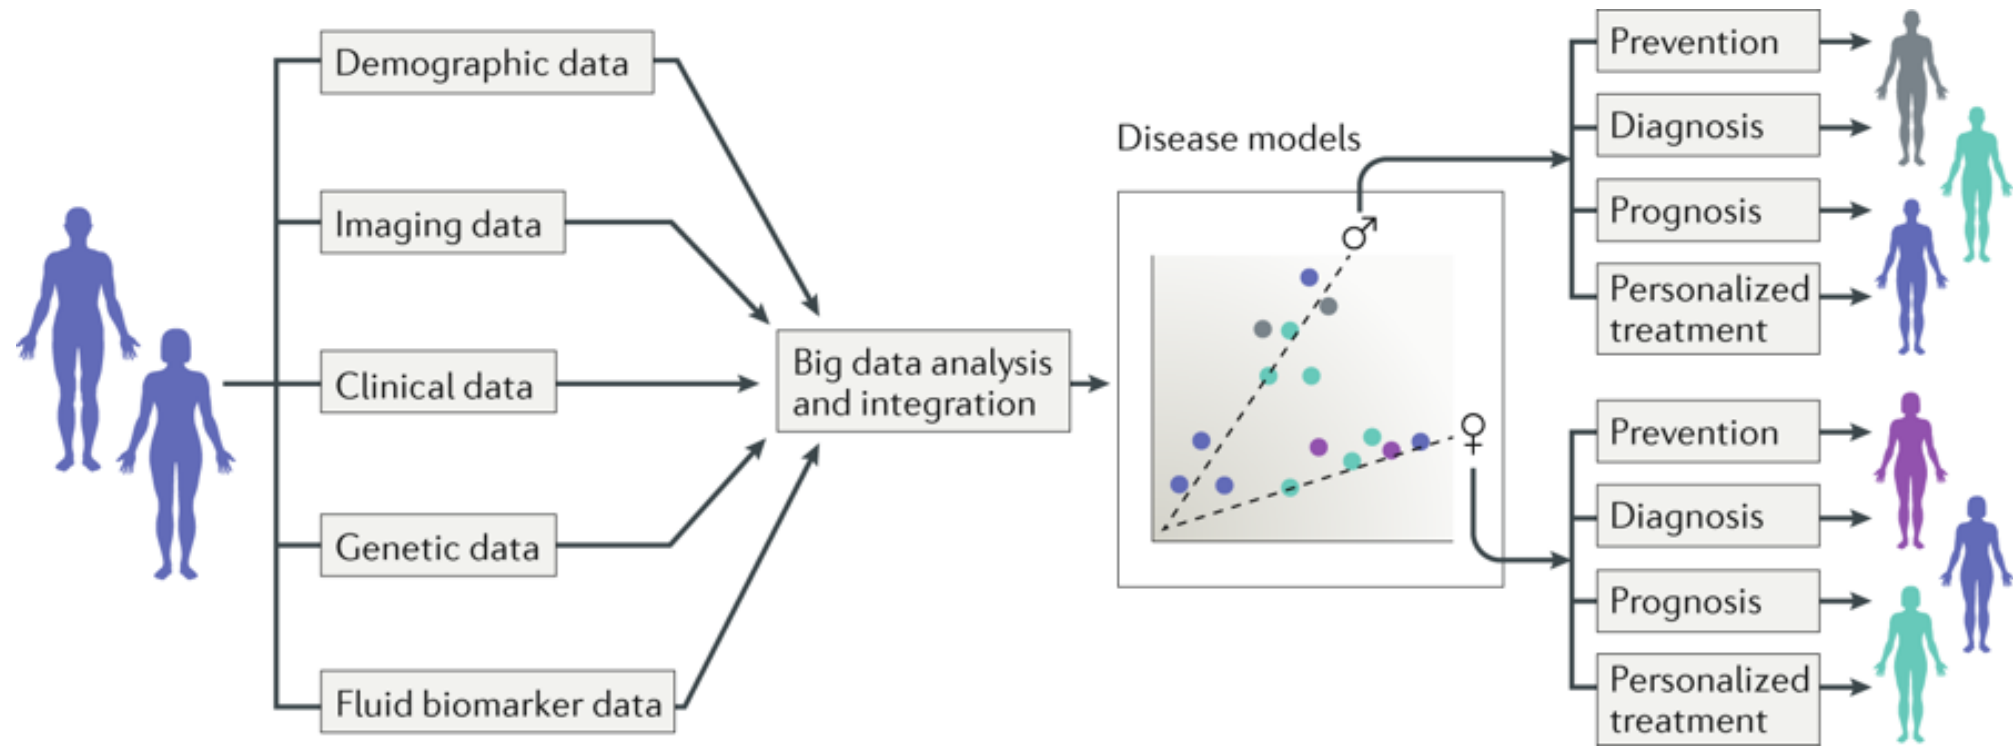 Demographic data
Imaging data
Clinical data
Genetic data
Fluid biomarker data
Big data analysis
and integration
Disease models
♂
♀
Prevention
Diagnosis
Prognosis
Personalized
treatment
Prevention
Diagnosis
Prognosis
Personalized
treatment